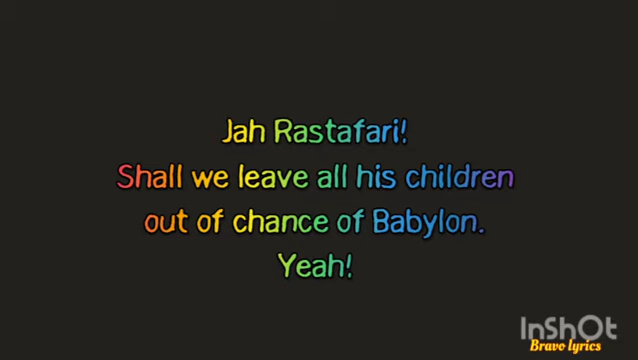 Jah Rastafari!
Shall we leave all his children
out of chance of Babylon.
Yeah!
InShOt
Bravo lyrics